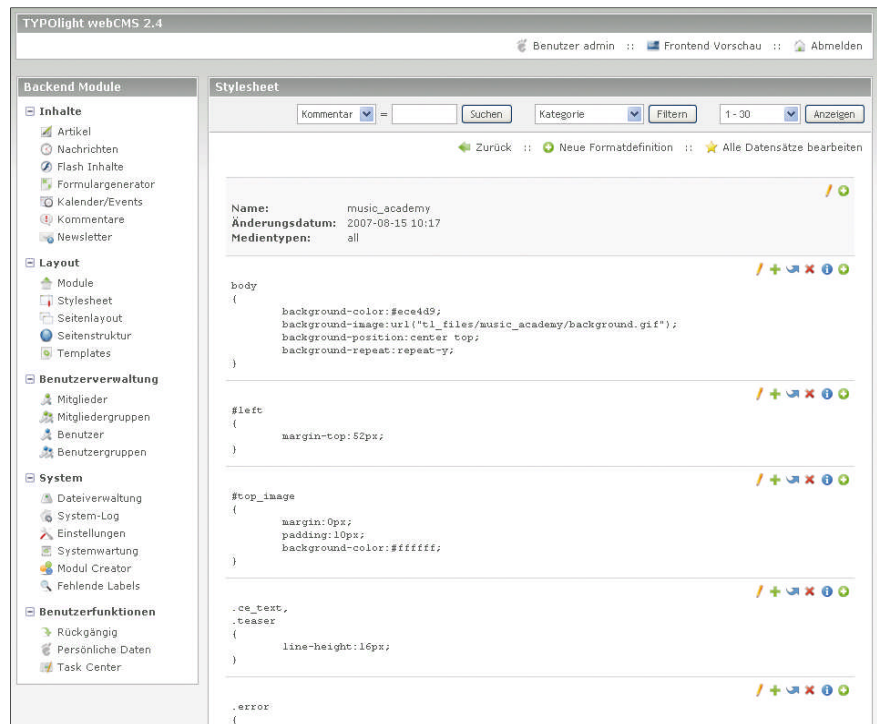 TYPOlight webCMS 2.4
Benutzer admin :: Frontend Vorschau :: Abmelden
Backend Module
Inhalte
Artikel
Nachrichten
Flash Inhalte
Formulargenerator
Kalender/Events
Kommentare
Newsletter
Layout
Module
Stylesheet
Seitenlayout
Seitenstruktur
Templates
Benutzerverwaltung
Mitglieder
Mitgliedergruppen
Benutzer
Benutzergruppen
System
Dateiverwaltung
System-Log
Einstellungen
Systemwartung
Modul Creator
Fehlende Labels
Benutzerfunktionen
Rückgängig
Persönliche Daten
Task Center
Stylesheet
Kommentar = Suchen Kategorie Filtern 1 - 30 Anzeigen
Zurück :: Neue Formatdefinition :: Alle Datensätze bearbeiten
Name: music_academy
Änderungsdatum: 2007-08-15 10:17
Medientypen: all
body
{
background-color:#ece4d9;
background-image:url("tl_files/music_academy/background.gif");
background-position:center top;
background-repeat:repeat-y;
}
#left
{
margin-top:52px;
}
#top_image
{
margin:0px;
padding:10px;
background-color:#ffffff;
}
.ce_text,
.teaser
{
line-height:16px;
}
.error
{